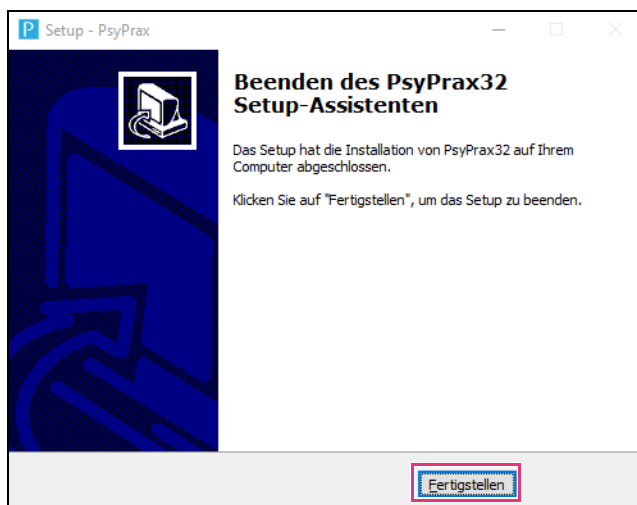 P Setup - PsyPrax
Beenden des PsyPrax32
Setup-Assistenten
Das Setup hat die Installation von PsyPrax32 auf Ihrem
Computer abgeschlossen.
Klicken Sie auf "Fertigstellen", um das Setup zu beenden.
Fertigstellen